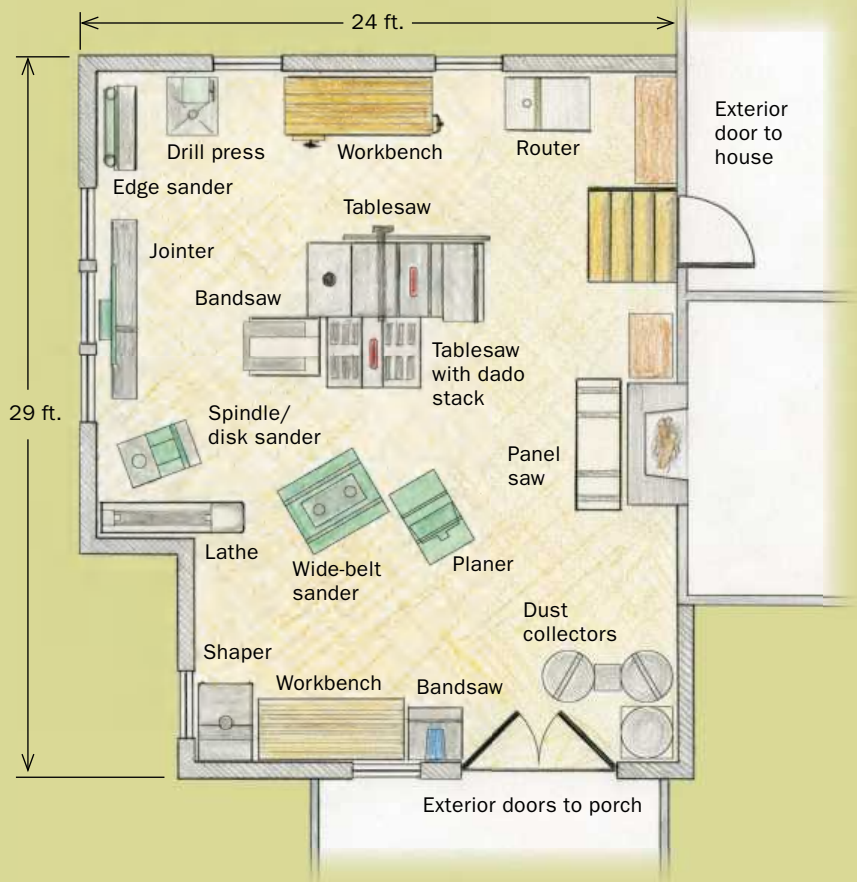 24 ft.
Exterior
door to
house
Drill press
Workbench
Router
Edge sander
Tablesaw
Jointer
Bandsaw
Tablesaw
with dado
stack
29 ft.
Spindle/
disk sander
Panel
saw
Lathe
Wide-belt
sander
Planer
Dust
collectors
Shaper
Workbench
Bandsaw
Exterior doors to porch